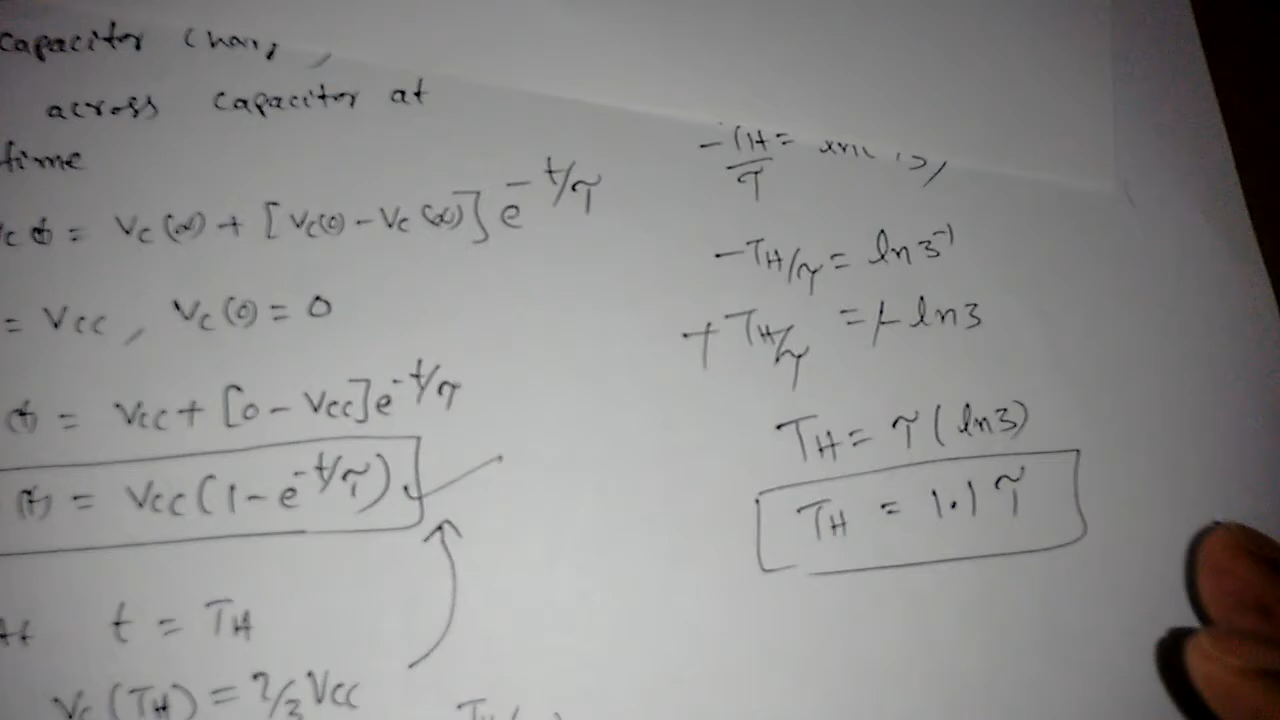 capacitor
across capacitor at
time
= Vc(∞) + [Vc(0) - Vc(∞)] e^-t/τ
= Vcc, Vc(0) = 0
= Vcc + [0 - Vcc] e^-t/τ
(t) = Vcc(1 - e^-t/τ)
At t = TH
Vc(TH) = 2/3 Vcc
-TH/τ =
-TH/τ = ln 3^-1
+TH/τ = + ln 3
TH = τ(ln 3)
TH = 1.1 τ